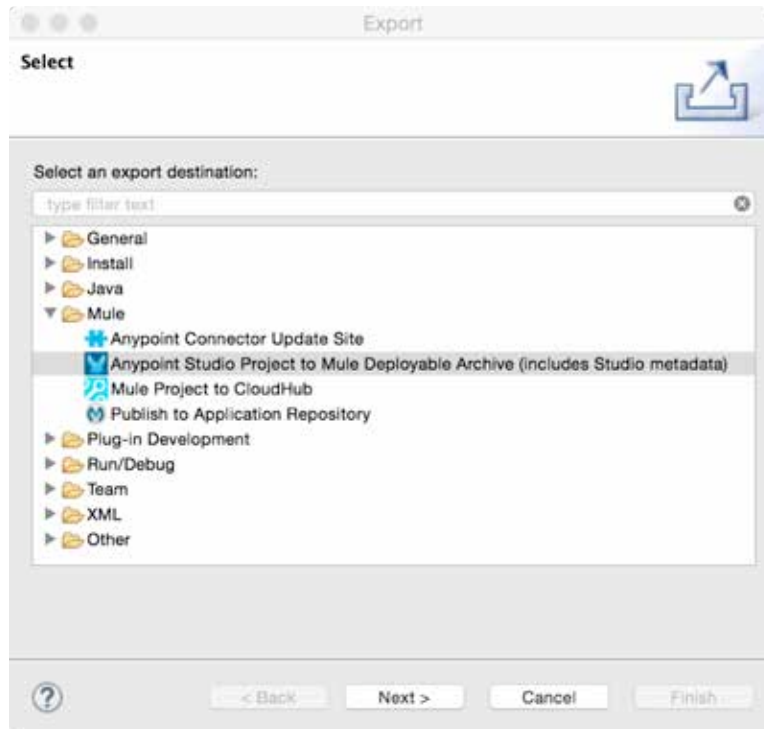 Export
Select
Select an export destination:
type filter text
General
Install
Java
Mule
Anypoint Connector Update Site
Anypoint Studio Project to Mule Deployable Archive (includes Studio metadata)
Mule Project to CloudHub
Publish to Application Repository
Plug-in Development
Run/Debug
Team
XML
Other
? < Back Next > Cancel Finish